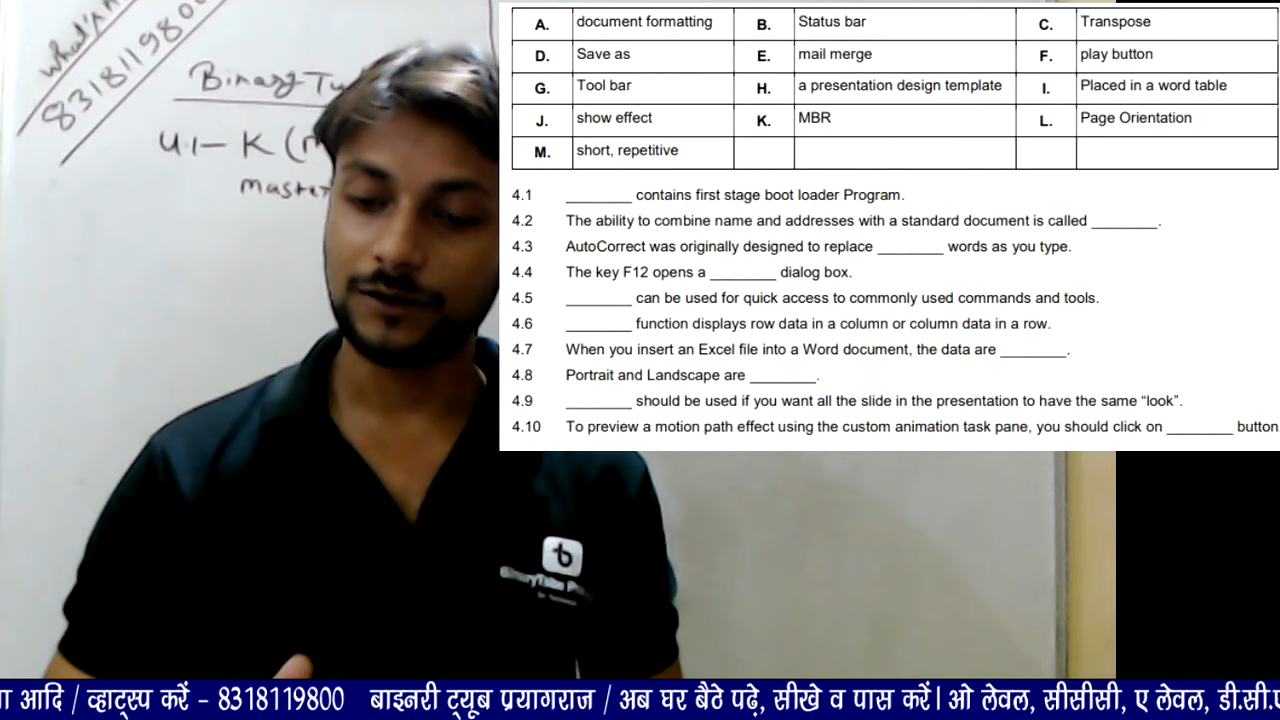 what'A
8318119800
Binary Tu
4.1- K (M
master
A. document formatting B. Status bar C. Transpose
D. Save as E. mail merge F. play button
G. Tool bar H. a presentation design template I. Placed in a word table
J. show effect K. MBR L. Page Orientation
M. short, repetitive
4.1 ________ contains first stage boot loader Program.
4.2 The ability to combine name and addresses with a standard document is called ________.
4.3 AutoCorrect was originally designed to replace ________ words as you type.
4.4 The key F12 opens a ________ dialog box.
4.5 ________ can be used for quick access to commonly used commands and tools.
4.6 ________ function displays row data in a column or column data in a row.
4.7 When you insert an Excel file into a Word document, the data are ________.
4.8 Portrait and Landscape are ________.
4.9 ________ should be used if you want all the slide in the presentation to have the same “look”.
4.10 To preview a motion path effect using the custom animation task pane, you should click on ________ button
आदि / व्हाट्स्प करें - 8318119800 बाइनरी ट्यूब प्रयागराज / अब घर बैठे पढ़े, सीखे व पास करें। ओ लेवल, सीसीसी, ए लेवल, डी.सी.ए